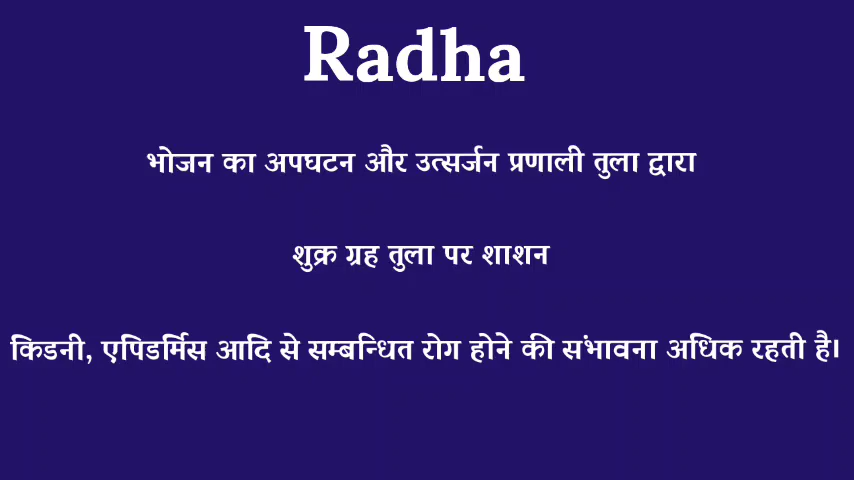 Radha
भोजन का अपघटन और उत्सर्जन प्रणाली तुला द्वारा
शुक्र ग्रह तुला पर शाशन
किडनी, एपिडर्मिस आदि से सम्बन्धित रोग होने की संभावना अधिक रहती है।